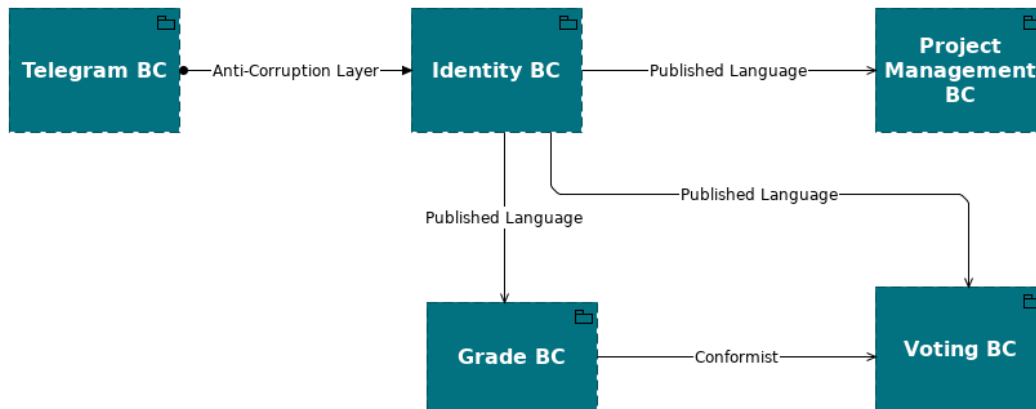 Telegram BC
Anti-Corruption Layer
Identity BC
Published Language
Project
Management
BC
Published Language
Published Language
Grade BC
Conformist
Voting BC